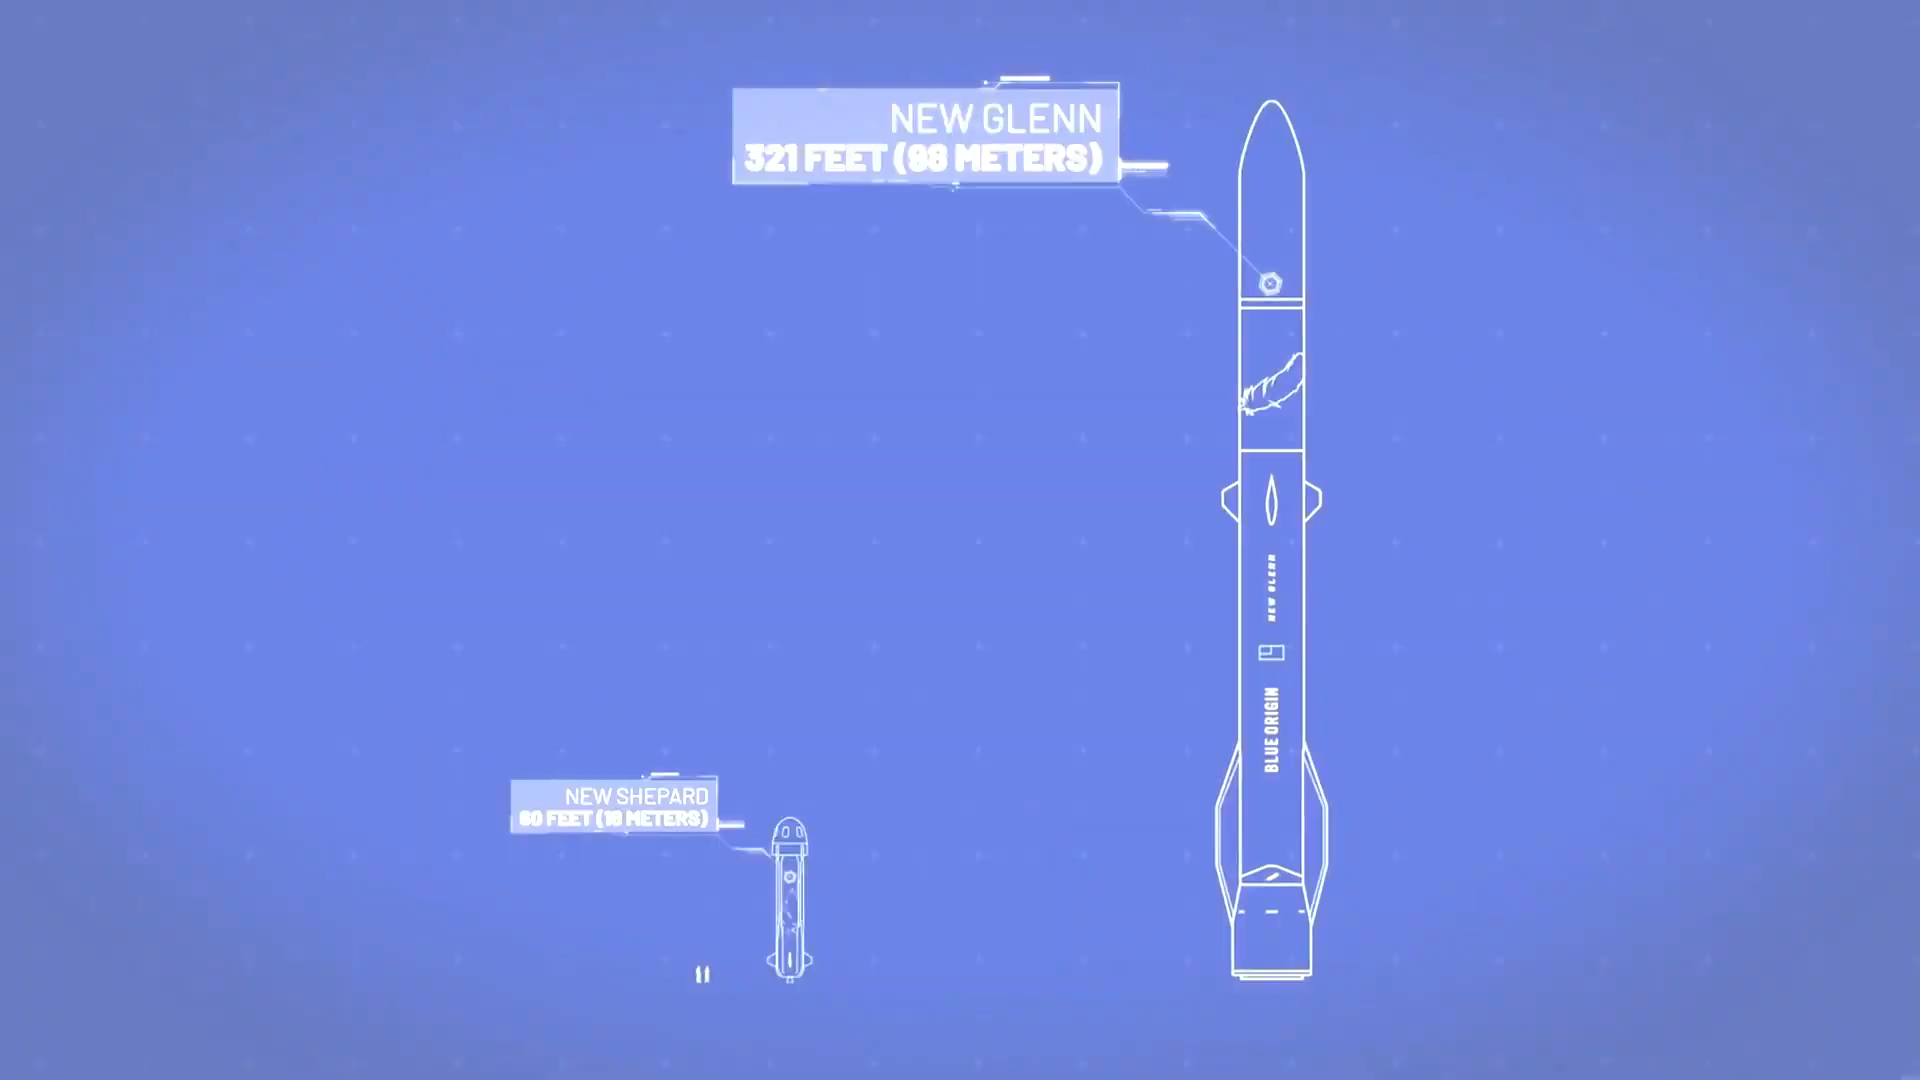 NEW GLENN
321 FEET (98 METERS)
NEW GLENN
BLUE ORIGIN
NEW SHEPARD
60 FEET (18 METERS)